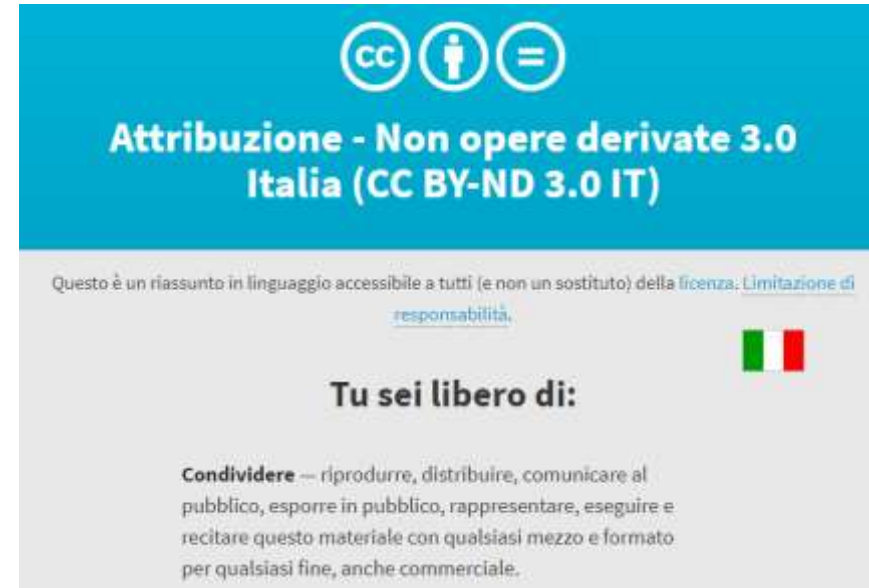 cc
Attribuzione - Non opere derivate 3.0
Italia (CC BY-ND 3.0 IT)
Questo è un riassunto in linguaggio accessibile a tutti (e non un sostituto) della licenza. Limitazione di
responsabilità.
Tu sei libero di:
Condividere — riprodurre, distribuire, comunicare al
pubblico, esporre in pubblico, rappresentare, eseguire e
recitare questo materiale con qualsiasi mezzo e formato
per qualsiasi fine, anche commerciale.